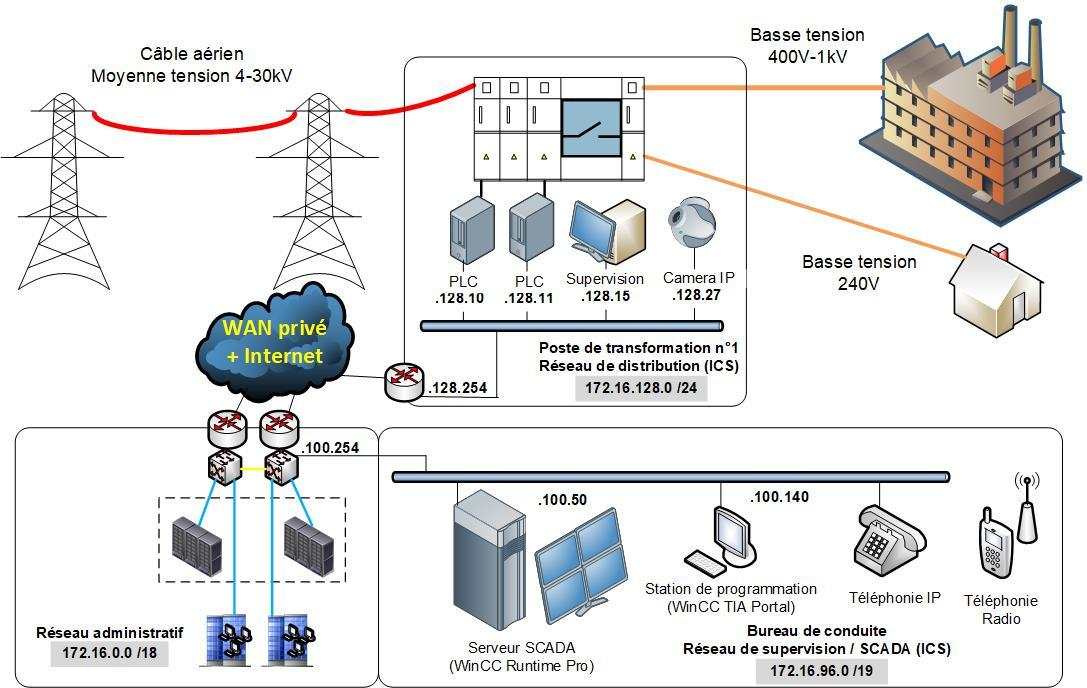 Câble aérien
Moyenne tension 4-30kV
Basse tension
400V-1kV
Basse tension
240V
PLC
.128.10
PLC
.128.11
Supervision
.128.15
Camera IP
.128.27
WAN privé
+ Internet
Poste de transformation n°1
Réseau de distribution (ICS)
172.16.128.0 /24
.128.254
.100.254
.100.50
.100.140
Station de programmation
(WinCC TIA Portal)
Téléphonie IP
Téléphonie
Radio
Serveur SCADA
(WinCC Runtime Pro)
Bureau de conduite
Réseau de supervision / SCADA (ICS)
172.16.96.0 /19
Réseau administratif
172.16.0.0 /18